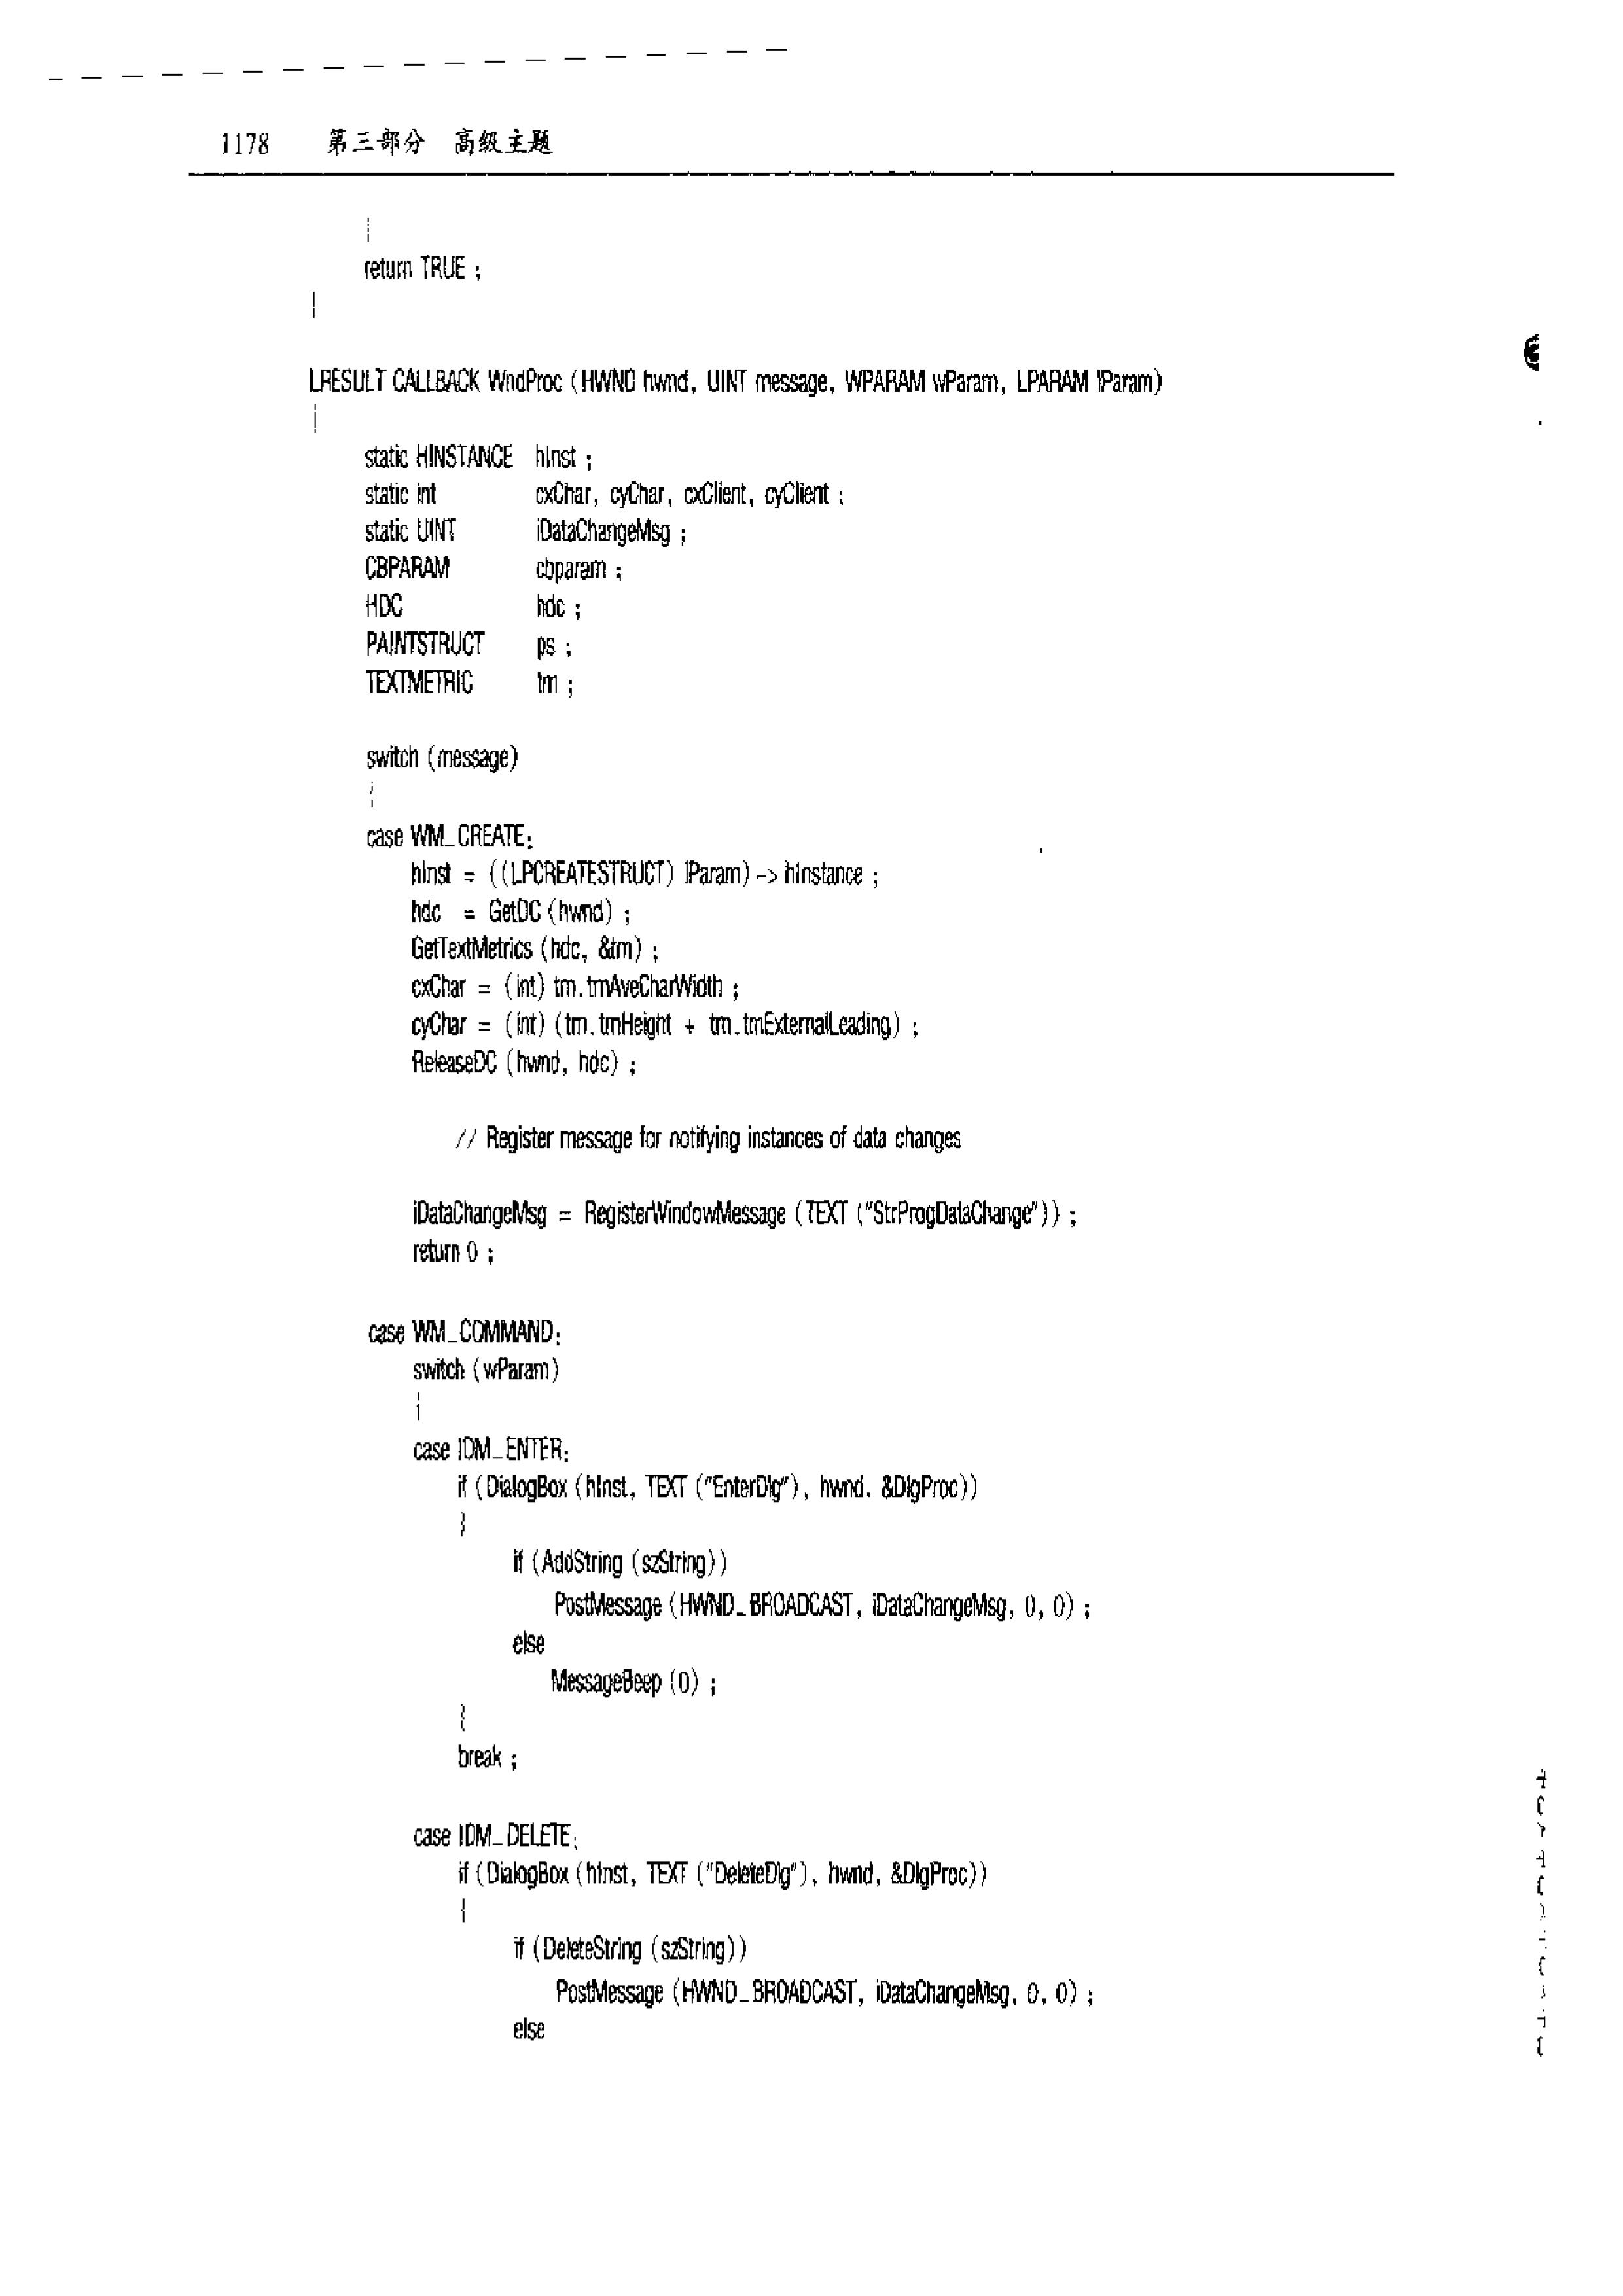 1178 第三部分 高级主题
}
return TRUE ;
}
LRESULT CALLBACK WndProc (HWND hwnd, UINT message, WPARAM wParam, LPARAM lParam)
{
static HINSTANCE hInst ;
static int cxChar, cyChar, cxClient, cyClient ;
static UINT iDataChangeMsg ;
CBPARAM cbparam ;
HDC hdc ;
PAINTSTRUCT ps ;
TEXTMETRIC tm ;
switch (message)
{
case WM_CREATE:
hInst = ((LPCREATESTRUCT) lParam) -> hInstance ;
hdc = GetDC (hwnd) ;
GetTextMetrics (hdc, &tm) ;
cxChar = (int) tm.tmAveCharWidth ;
cyChar = (int) (tm.tmHeight + tm.tmExternalLeading) ;
ReleaseDC (hwnd, hdc) ;
// Register message for notifying instances of data changes
iDataChangeMsg = RegisterWindowMessage (TEXT ("StrProgDataChange")) ;
return 0 ;
case WM_COMMAND:
switch (wParam)
{
case IDM_ENTER:
if (DialogBox (hInst, TEXT ("EnterDlg"), hwnd, &DlgProc))
{
if (AddString (szString))
PostMessage (HWND_BROADCAST, iDataChangeMsg, 0, 0) ;
else
MessageBeep (0) ;
}
break ;
case IDM_DELETE:
if (DialogBox (hInst, TEXT ("DeleteDlg"), hwnd, &DlgProc))
{
if (DeleteString (szString))
PostMessage (HWND_BROADCAST, iDataChangeMsg, 0, 0) ;
else